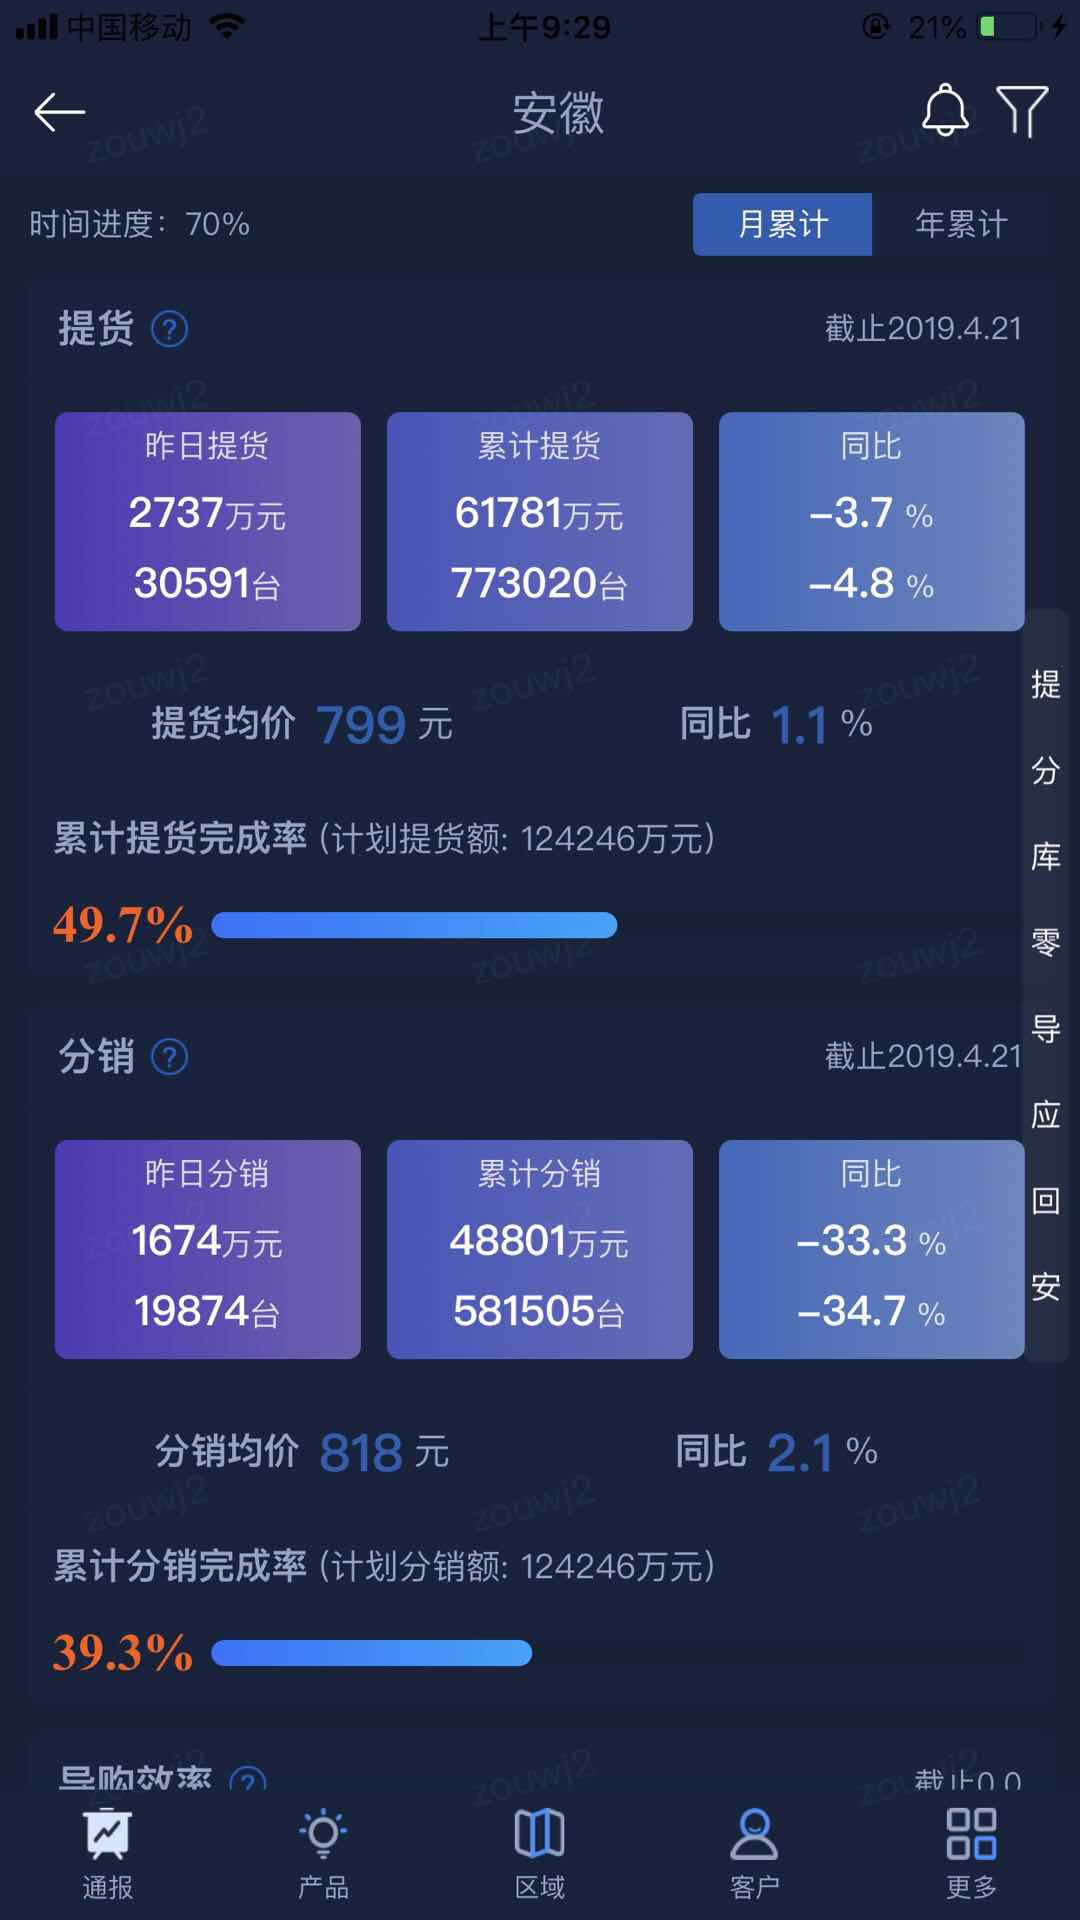 中国移动 上午9:29 21%
安徽
时间进度：70% 月累计 年累计
提货 ? 截止2019.4.21
昨日提货 累计提货 同比
2737万元 61781万元 -3.7 %
30591台 773020台 -4.8 %
提货均价 799 元 同比 1.1 %
累计提货完成率 (计划提货额: 124246万元)
49.7%
分销 ? 截止2019.4.21
昨日分销 累计分销 同比
1674万元 48801万元 -33.3 %
19874台 581505台 -34.7 %
分销均价 818 元 同比 2.1 %
累计分销完成率 (计划分销额: 124246万元)
39.3%
导购效率 ? 截止0.0
提
分
库
零
导
应
回
安
通报 产品 区域 客户 更多
zouwj2